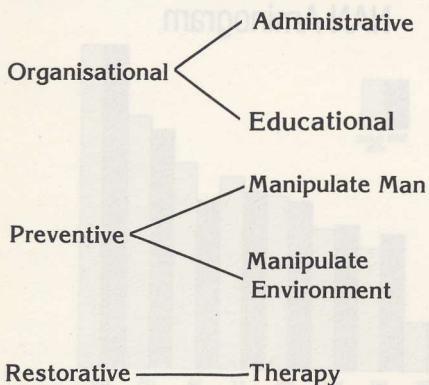 Administrative
Organisational
Educational
Manipulate Man
Preventive
Manipulate
Environment
Restorative Therapy